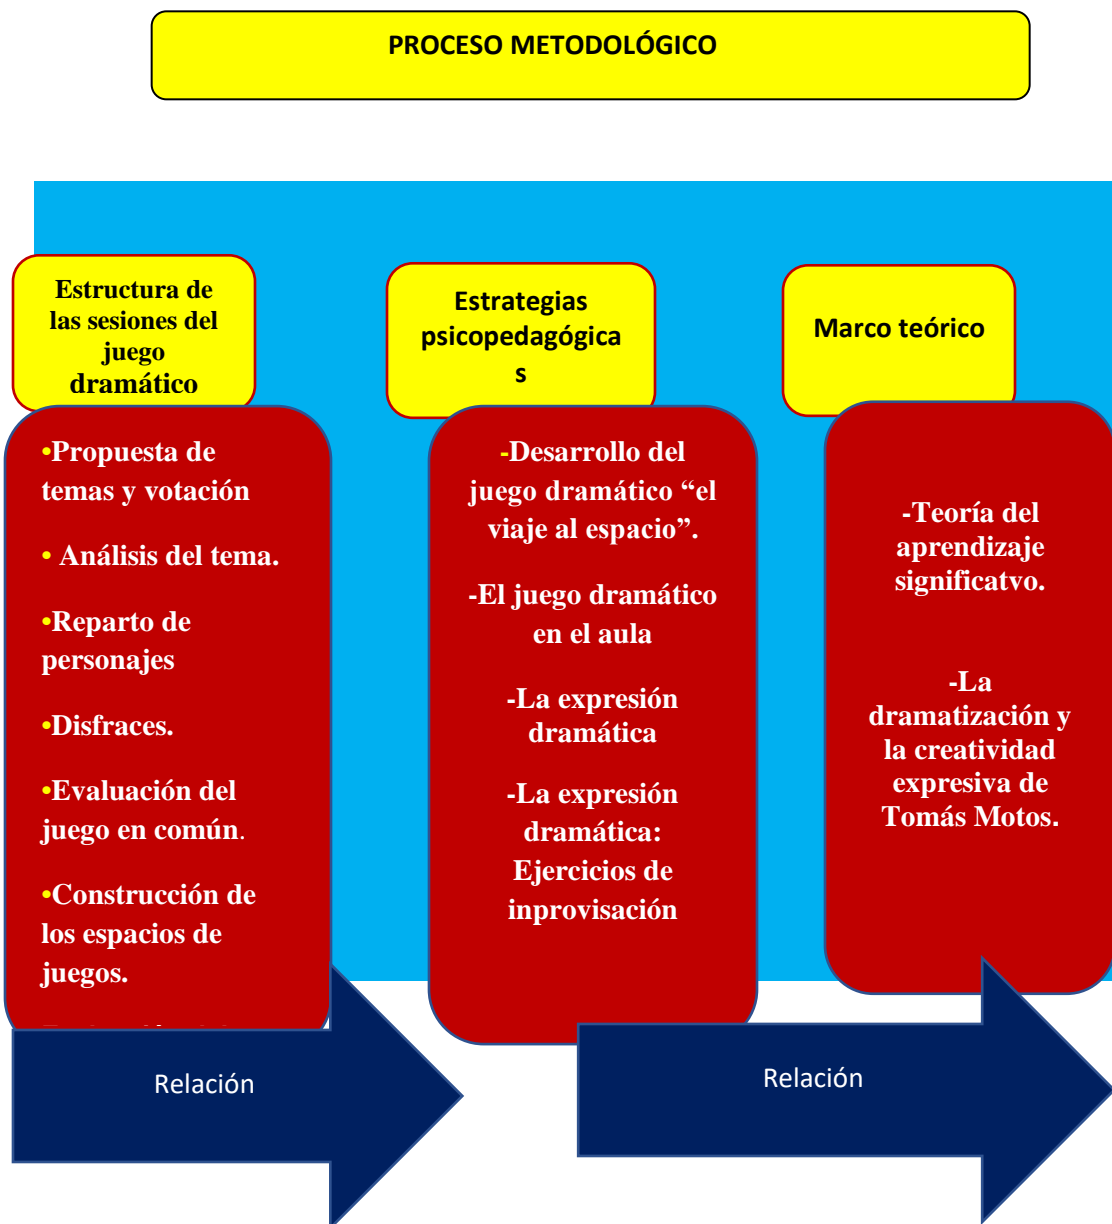 PROCESO METODOLÓGICO
Estructura de
las sesiones del
juego
dramático
•Propuesta de
temas y votación
• Análisis del tema.
•Reparto de
personajes
•Disfraces.
•Evaluación del
juego en común.
•Construcción de
los espacios de
juegos.
Estrategias
psicopedagógica
s
-Desarrollo del
juego dramático “el
viaje al espacio”.
-El juego dramático
en el aula
-La expresión
dramática
-La expresión
dramática:
Ejercicios de
inprovisación
Marco teórico
-Teoría del
aprendizaje
significatvo.
-La
dramatización y
la creatividad
expresiva de
Tomás Motos.
Relación
Relación